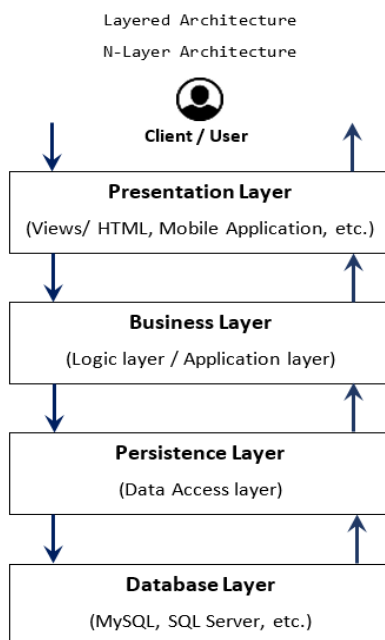 Layered Architecture
N-Layer Architecture
Client / User
Presentation Layer
(Views/ HTML, Mobile Application, etc.)
Business Layer
(Logic layer / Application layer)
Persistence Layer
(Data Access layer)
Database Layer
(MySQL, SQL Server, etc.)